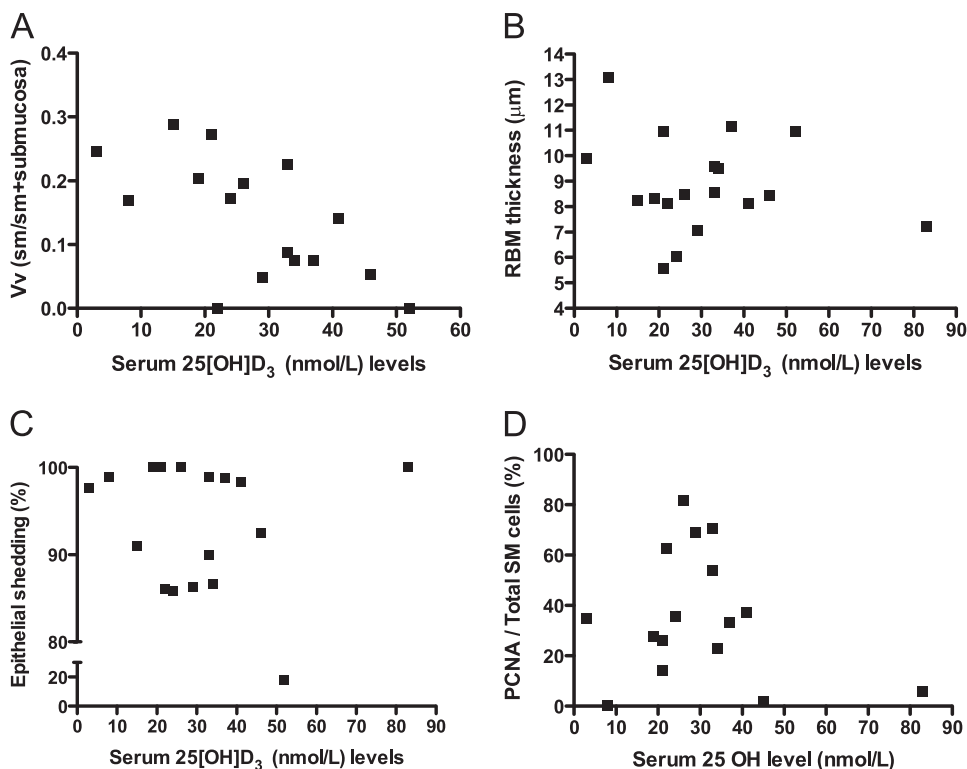 A
Vv (sm/sm+submucosa)
0.4
0.3
0.2
0.1
0.0
0 10 20 30 40 50 60
Serum 25[OH]D3 (nmol/L) levels
B
RBM thickness (μm)
14
13
12
11
10
9
8
7
6
5
4
0 10 20 30 40 50 60 70 80 90
Serum 25[OH]D3 (nmol/L) levels
C
Epithelial shedding (%)
100
90
80
20
0
0 10 20 30 40 50 60 70 80 90
Serum 25[OH]D3 (nmol/L) levels
D
PCNA / Total SM cells (%)
100
80
60
40
20
0
0 10 20 30 40 50 60 70 80 90
Serum 25 OH level (nmol/L)